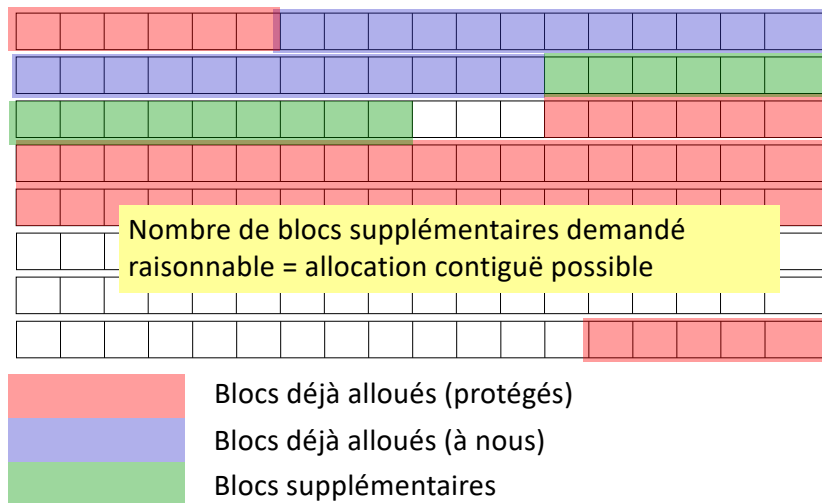 Nombre de blocs supplémentaires demandé
raisonnable = allocation contiguë possible
Blocs déjà alloués (protégés)
Blocs déjà alloués (à nous)
Blocs supplémentaires